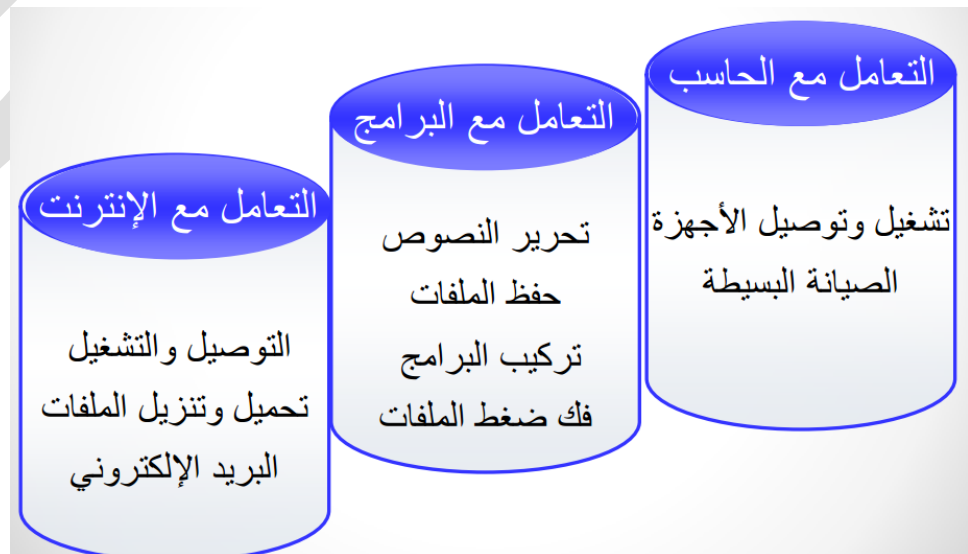 التعامل مع الحاسب
تشغيل وتوصيل الأجهزة
الصيانة البسيطة
التعامل مع البرامج
تحرير النصوص
حفظ الملفات
تركيب البرامج
فك ضغط الملفات
التعامل مع الإنترنت
التوصيل والتشغيل
تحميل وتنزيل الملفات
البريد الإلكتروني